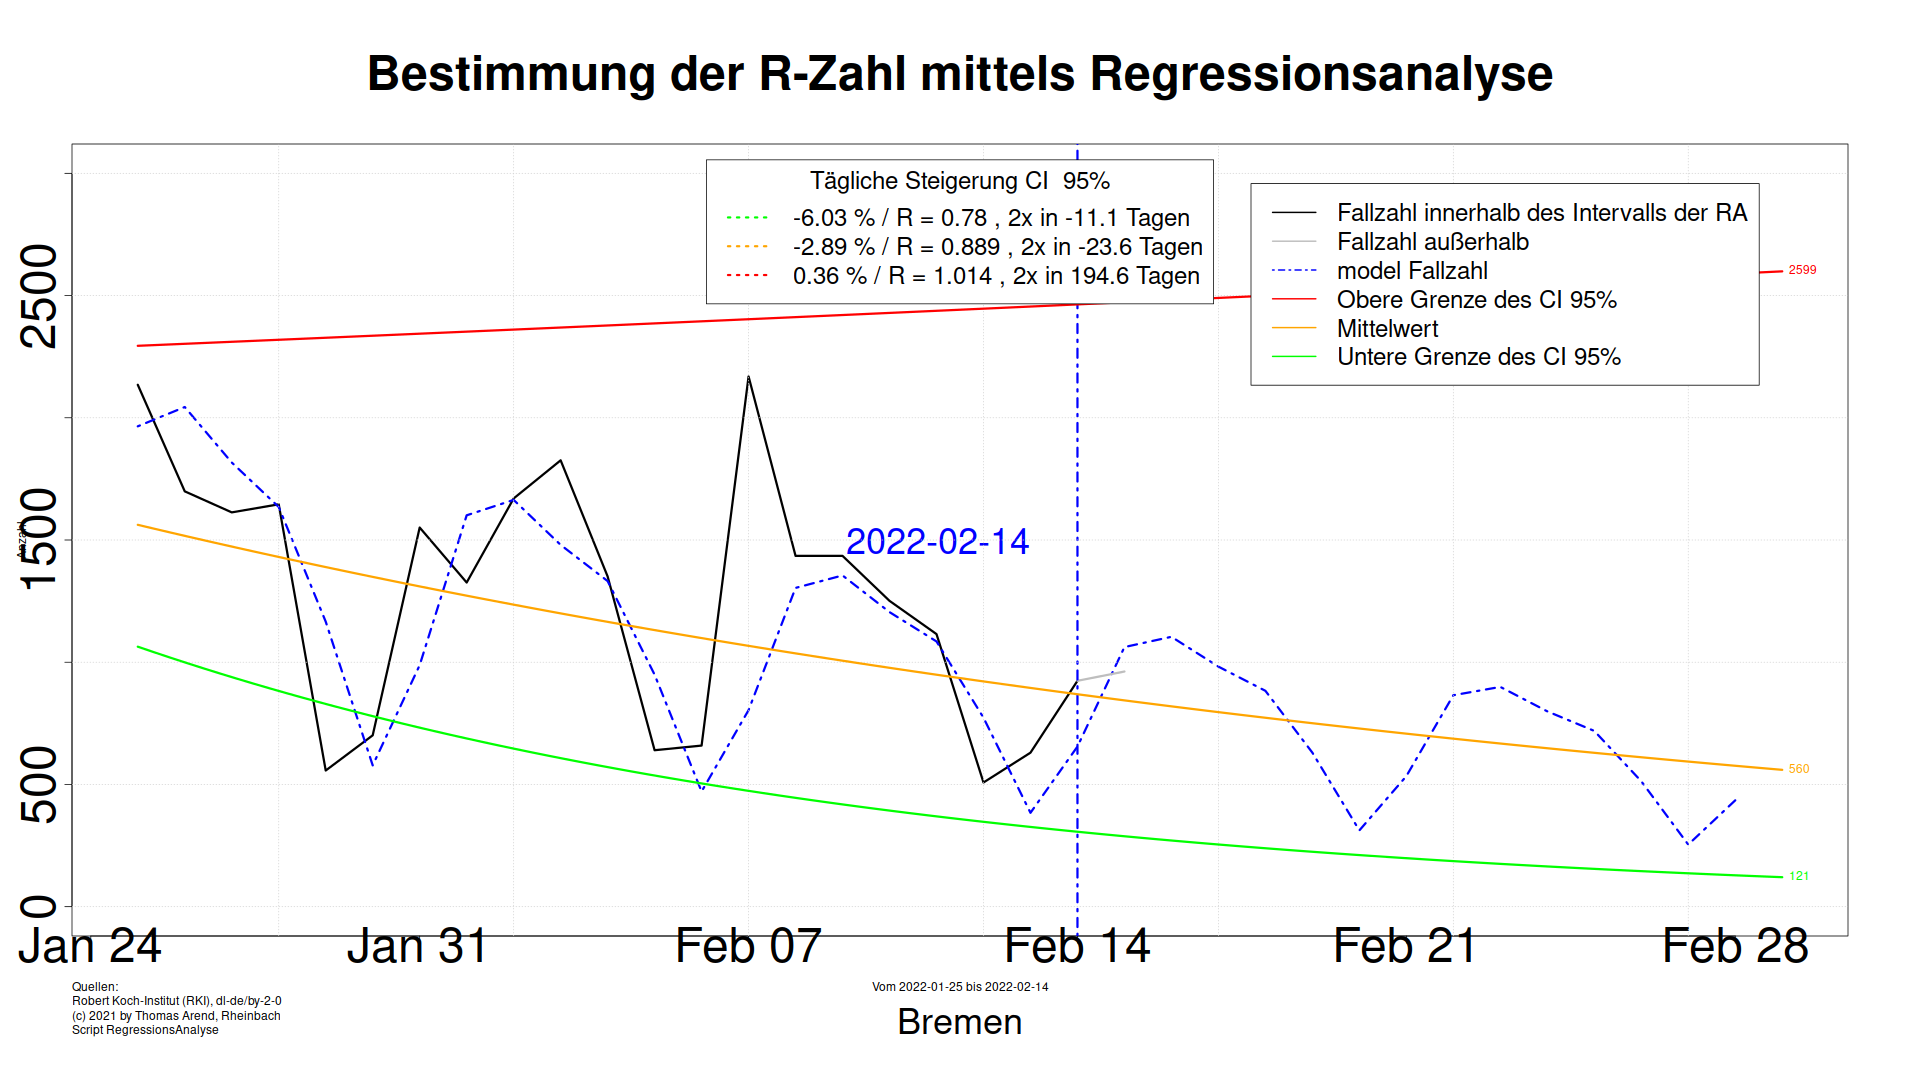 Bestimmung der R-Zahl mittels Regressionsanalyse
Tägliche Steigerung CI  95%
-6.03 % / R = 0.78 , 2x in -11.1 Tagen
-2.89 % / R = 0.889 , 2x in -23.6 Tagen
0.36 % / R = 1.014 , 2x in 194.6 Tagen
Fallzahl innerhalb des Intervalls der RA
Fallzahl außerhalb
model Fallzahl
Obere Grenze des CI 95%
Mittelwert
Untere Grenze des CI 95%
2599
2500
1500
500
0
Anzahl
2022-02-14
560
121
Jan 24
Jan 31
Feb 07
Feb 14
Feb 21
Feb 28
Quellen:
Robert Koch-Institut (RKI), dl-de/by-2-0
(c) 2021 by Thomas Arend, Rheinbach
Script RegressionsAnalyse
Vom 2022-01-25 bis 2022-02-14
Bremen